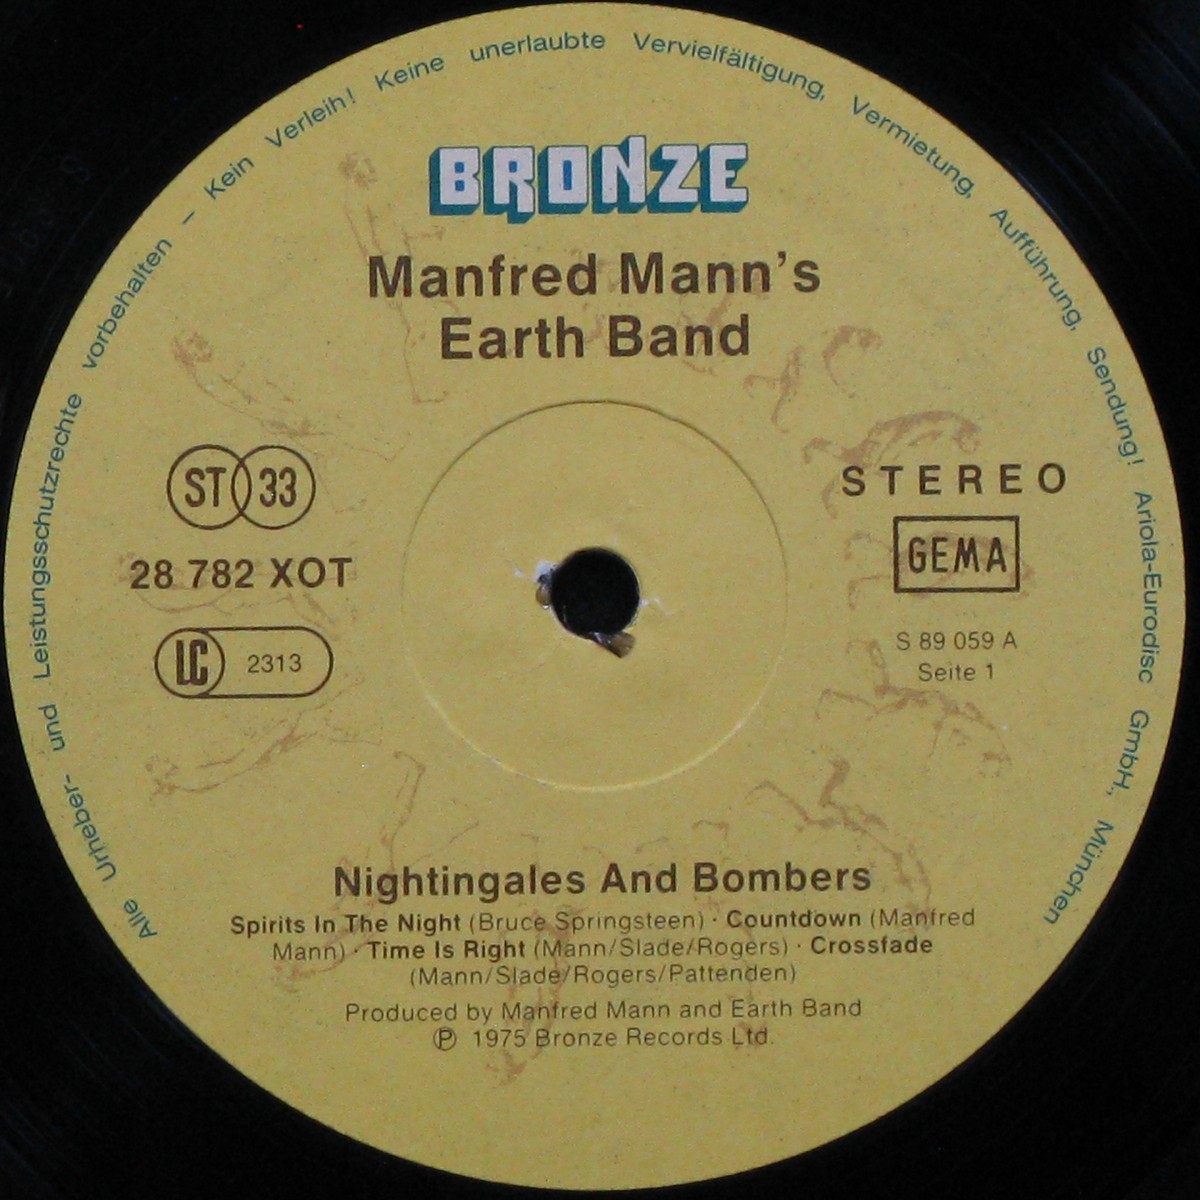 Alle Urheber- und Leistungsschutzrechte vorbehalten – Kein Verleih! Keine unerlaubte Vervielfältigung, Vermietung, Aufführung, Sendung! Ariola-Eurodisc GmbH., München
BRONZE
Manfred Mann's
Earth Band
ST 33
28 782 XOT
LC 2313
STEREO
GEMA
S 89 059 A
Seite 1
Nightingales And Bombers
Spirits In The Night (Bruce Springsteen) · Countdown (Manfred
Mann) · Time Is Right (Mann/Slade/Rogers) · Crossfade
(Mann/Slade/Rogers/Pattenden)
Produced by Manfred Mann and Earth Band
Ⓟ 1975 Bronze Records Ltd.